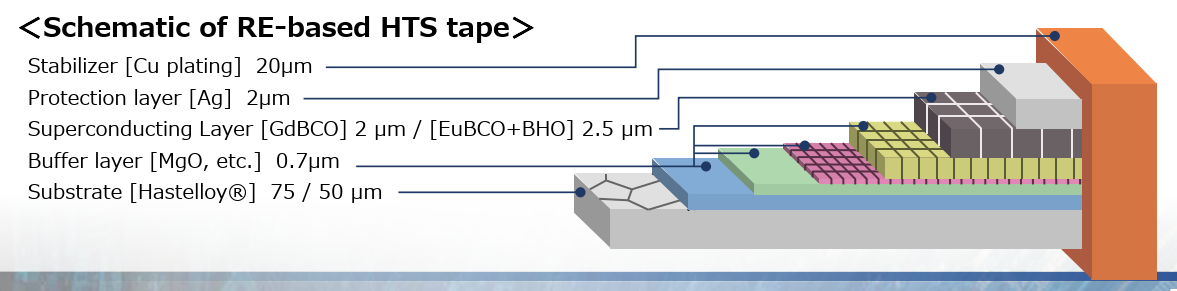 ＜Schematic of RE-based HTS tape＞
Stabilizer [Cu plating]  20μm
Protection layer [Ag]  2μm
Superconducting Layer [GdBCO] 2 μm / [EuBCO+BHO] 2.5 μm
Buffer layer [MgO, etc.]  0.7μm
Substrate [Hastelloy®]  75 / 50 μm